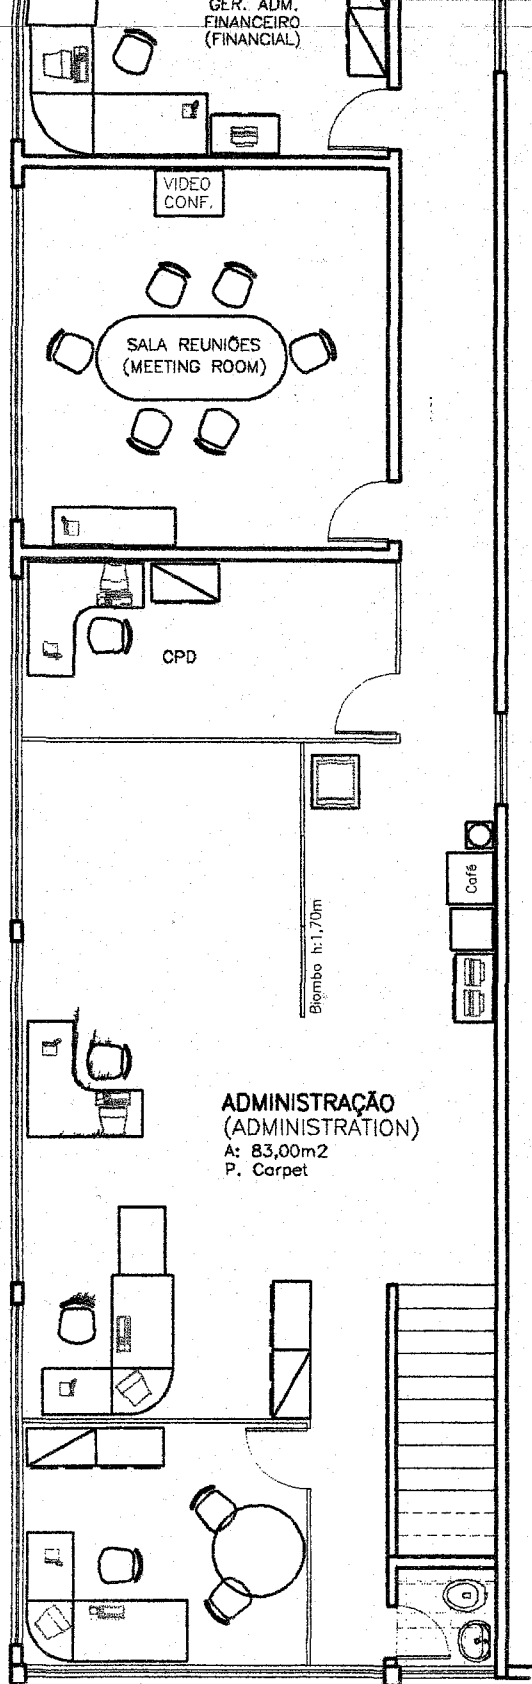 GER. ADM.
FINANCEIRO
(FINANCIAL)
VIDEO
CONF.
SALA REUNIÕES
(MEETING ROOM)
CPD
Café
Biombo h:1.70m
ADMINISTRAÇÃO
(ADMINISTRATION)
A: 83,00m2
P. Carpet